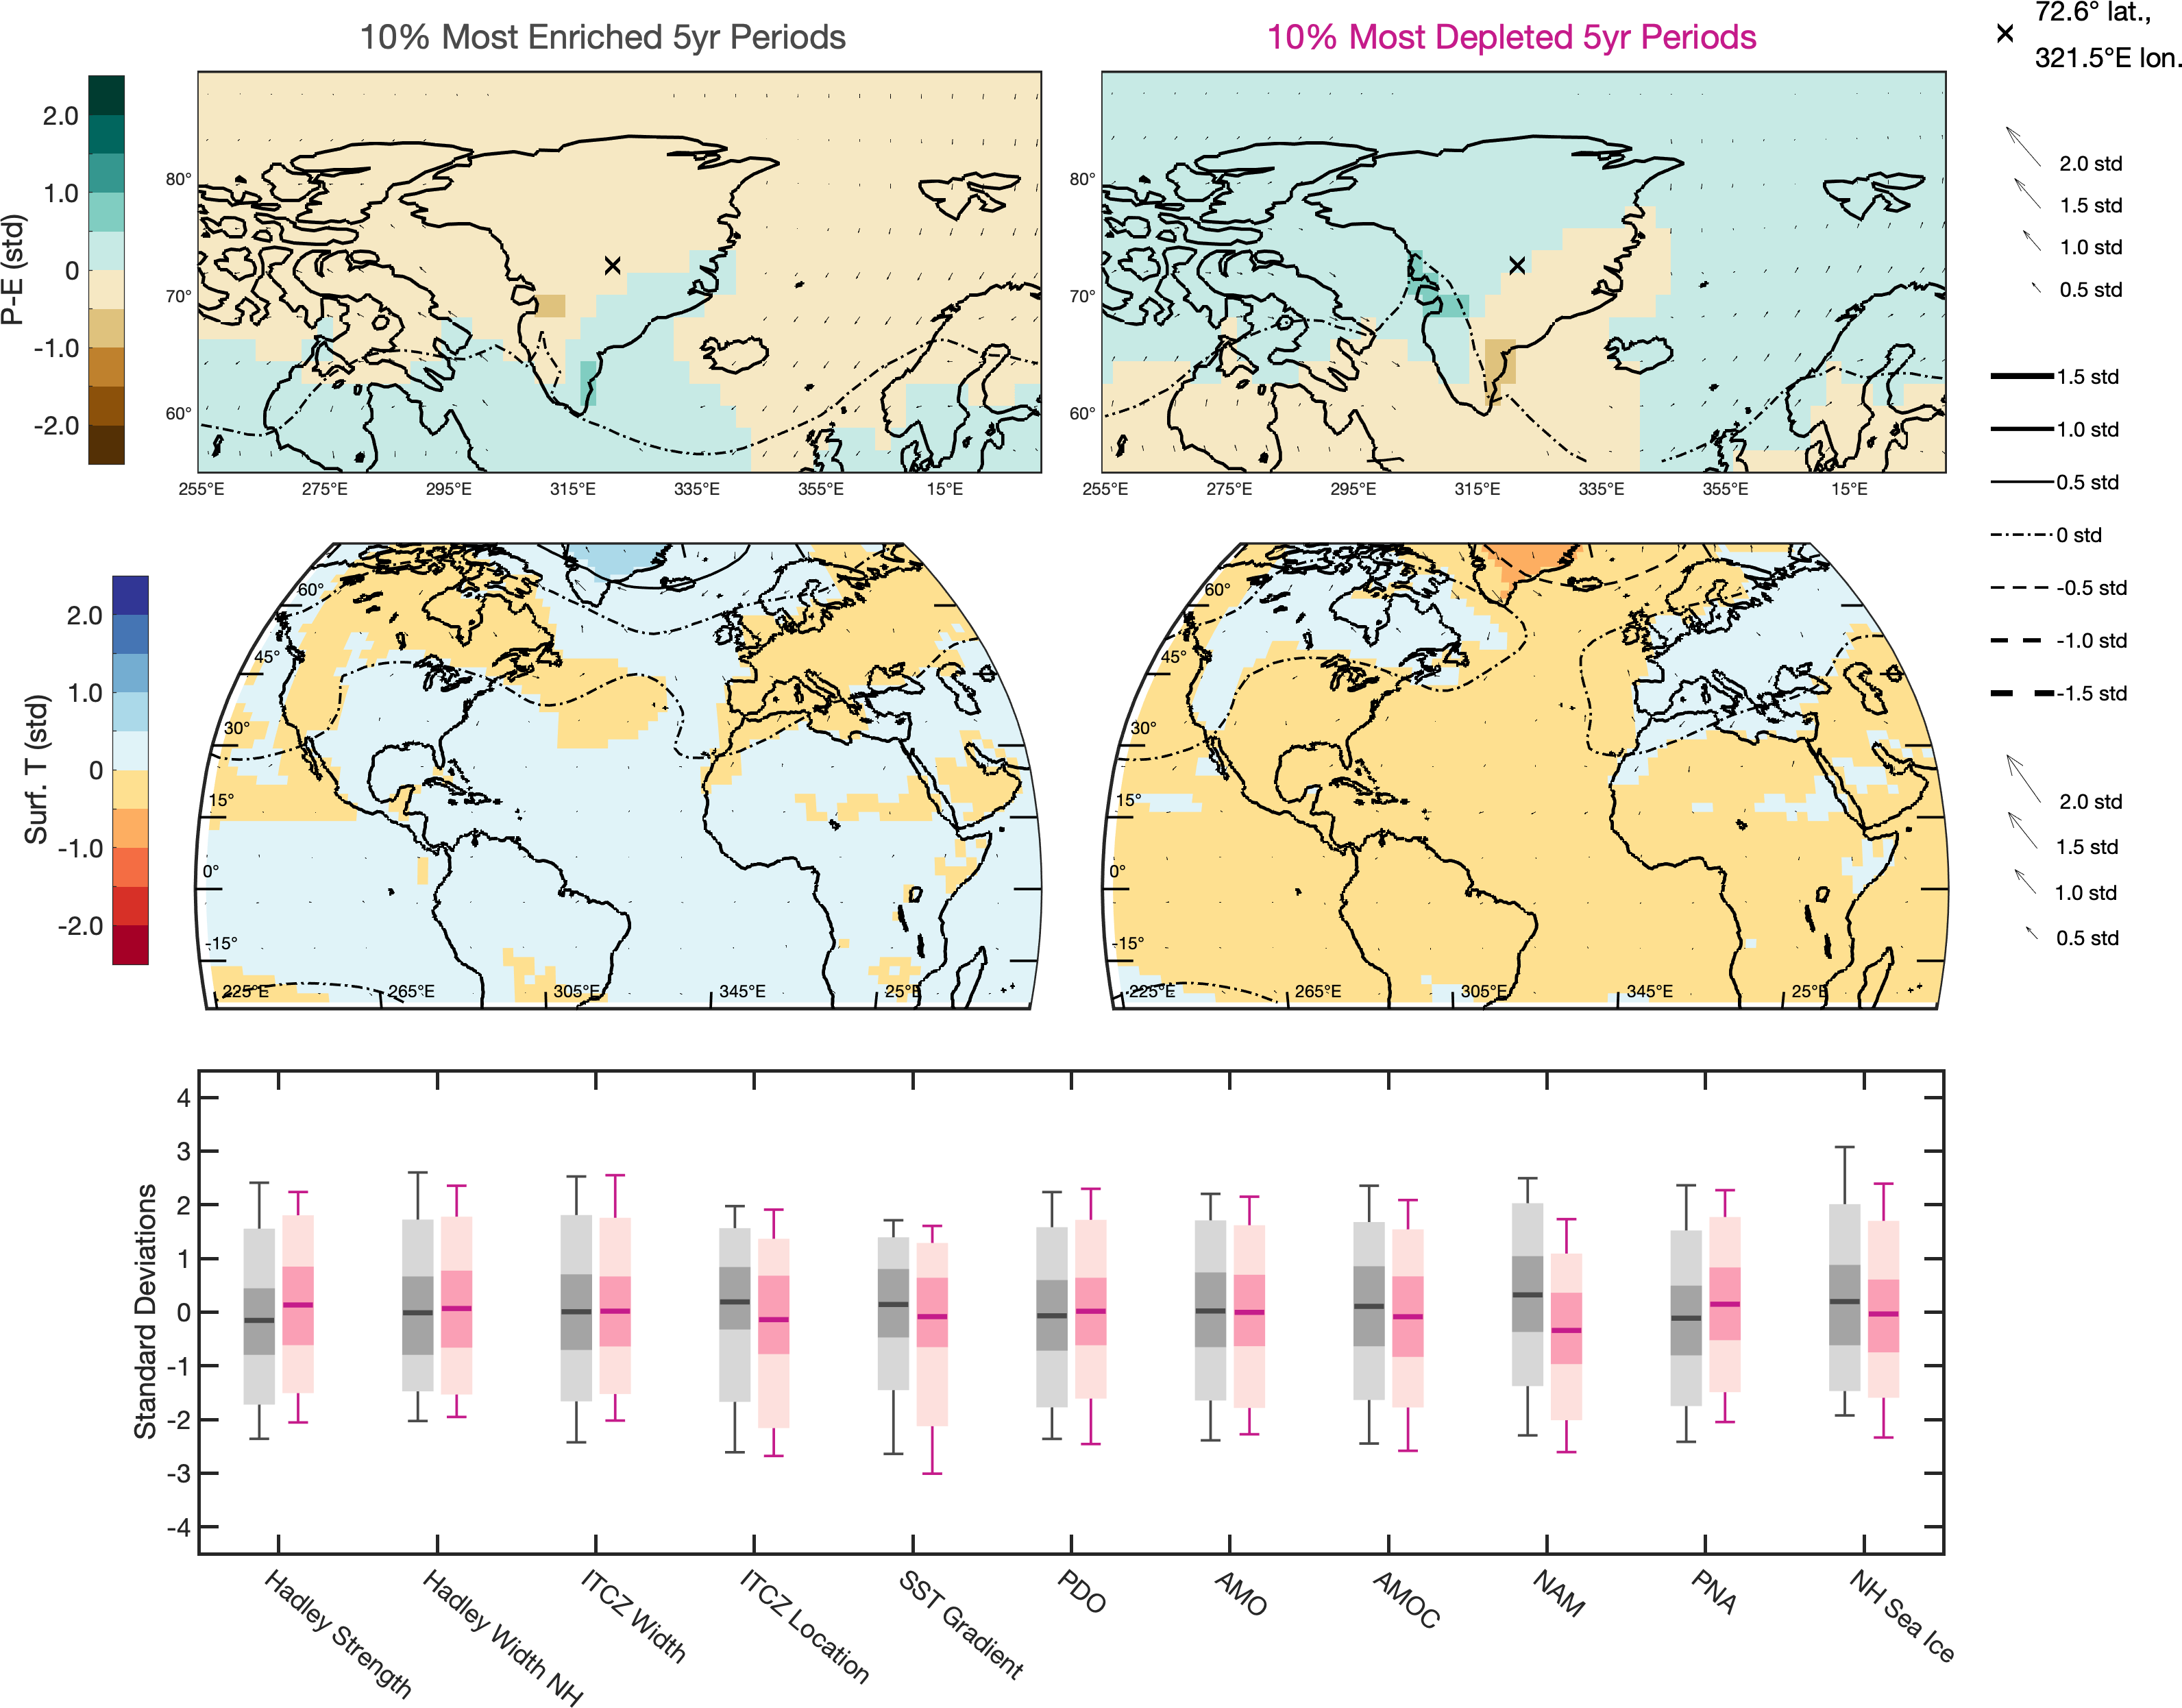 10% Most Enriched 5yr Periods
10% Most Depleted 5yr Periods
72.6° lat.,
321.5°E lon.
P-E (std)
2.0
1.0
0
-1.0
-2.0
80°
70°
60°
255°E 275°E 295°E 315°E 335°E 355°E 15°E
80°
70°
60°
255°E 275°E 295°E 315°E 335°E 355°E 15°E
2.0 std
1.5 std
1.0 std
0.5 std
1.5 std
1.0 std
0.5 std
0 std
-0.5 std
-1.0 std
-1.5 std
Surf. T (std)
2.0
1.0
0
-1.0
-2.0
60°
45°
30°
15°
0°
-15°
225°E 265°E 305°E 345°E 25°E
60°
45°
30°
15°
0°
-15°
225°E 265°E 305°E 345°E 25°E
2.0 std
1.5 std
1.0 std
0.5 std
Standard Deviations
4
3
2
1
0
-1
-2
-3
-4
Hadley Strength
Hadley Width NH
ITCZ Width
ITCZ Location
SST Gradient
PDO
AMO
AMOC
NAM
PNA
NH Sea Ice